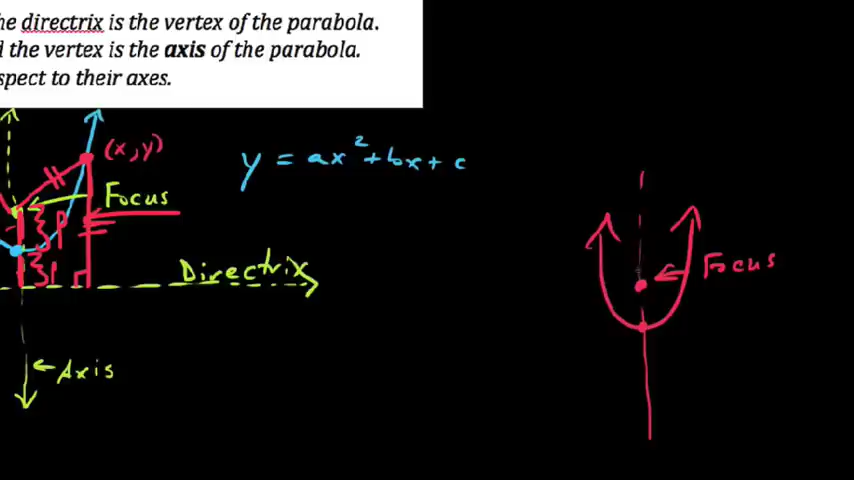 he directrix is the vertex of the parabola.
d the vertex is the axis of the parabola.
spect to their axes.
(x,y)
y = ax²+bx+c
Focus
P
Directrix
Focus
Axis